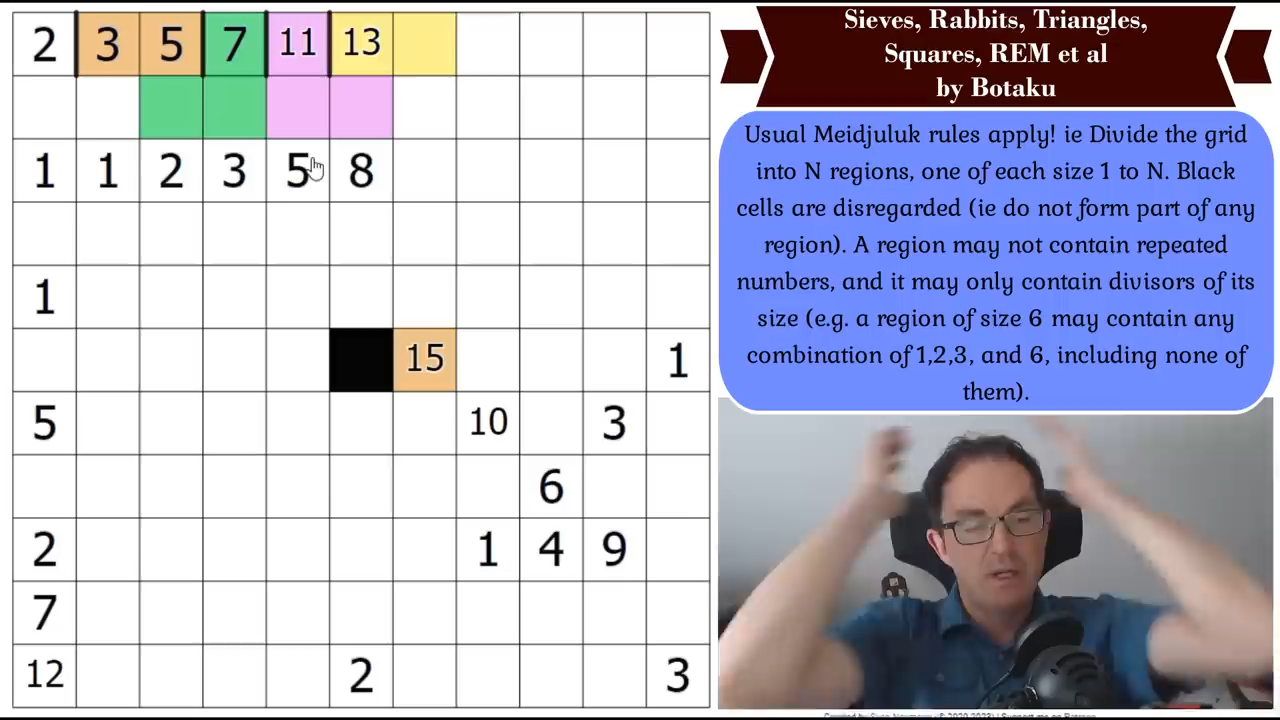 Sieves, Rabbits, Triangles,
Squares, REM et al
by Botaku
Usual Meidjuluk rules apply! ie Divide the grid
into N regions, one of each size 1 to N. Black
cells are disregarded (ie do not form part of any
region). A region may not contain repeated
numbers, and it may only contain divisors of its
size (e.g. a region of size 6 may contain any
combination of 1,2,3, and 6, including none of
them).
2 3 5 7 11 13
1 1 2 3 5 8
1
15 1
5 10 3
6
2 1 4 9
7
12 2 3